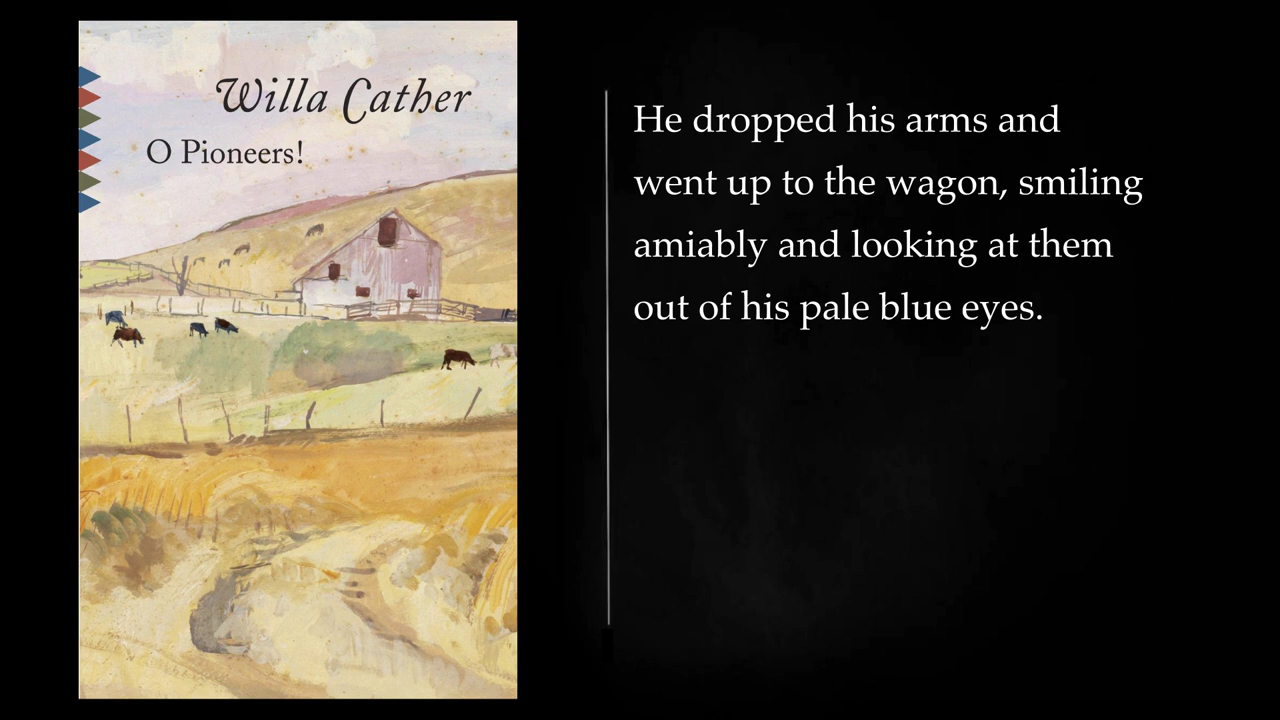 Willa Cather
O Pioneers!
He dropped his arms and
went up to the wagon, smiling
amiably and looking at them
out of his pale blue eyes.